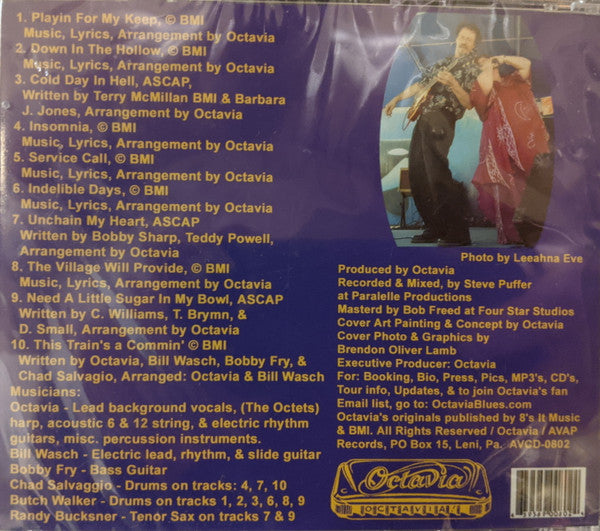 1. Playin For My Keep, © BMI
Music, Lyrics, Arrangement by Octavia
2. Down In The Hollow, © BMI
Music, Lyrics, Arrangement by Octavia
3. Cold Day In Hell, ASCAP,
Written by Terry McMillan BMI & Barbara
J. Jones, Arrangement by Octavia
4. Insomnia, © BMI
Music, Lyrics, Arrangement by Octavia
5. Service Call, © BMI
Music, Lyrics, Arrangement by Octavia
6. Indelible Days, © BMI
Music, Lyrics, Arrangement by Octavia
7. Unchain My Heart, ASCAP
Written by Bobby Sharp, Teddy Powell,
Arrangement by Octavia
8. The Village Will Provide, © BMI
Music, Lyrics, Arrangement by Octavia
9. Need A Little Sugar In My Bowl, ASCAP
Written by C. Williams, T. Brymn, &
D. Small, Arrangement by Octavia
10. This Train's a Commin' © BMI
Written by Octavia, Bill Wasch, Bobby Fry, &
Chad Salvagio, Arranged: Octavia & Bill Wasch
Musicians:
Octavia - Lead background vocals, (The Octets)
harp, acoustic 6 & 12 string, & electric rhythm
guitars, misc. percussion instruments.
Bill Wasch - Electric lead, rhythm, & slide guitar
Bobby Fry - Bass Guitar
Chad Salvaggio - Drums on tracks: 4, 7, 10
Butch Walker - Drums on tracks 1, 2, 3, 6, 8, 9
Randy Bucksner - Tenor Sax on tracks 7 & 9
Photo by Leeahna Eve
Produced by Octavia
Recorded & Mixed, by Steve Puffer
at Paralelle Productions
Masterd by Bob Freed at Four Star Studios
Cover Art Painting & Concept by Octavia
Cover Photo & Graphics by
Brendon Oliver Lamb
Executive Producer: Octavia
For: Booking, Bio, Press, Pics, MP3's, CD's,
Tour info, Updates, & to join Octavia's fan
Email list, go to: OctaviaBlues.com
Octavia's originals published by 8's It Music
& BMI. All Rights Reserved / Octavia / AVAP
Records, PO Box 15, Leni, Pa. AVCD-0802
Octavia